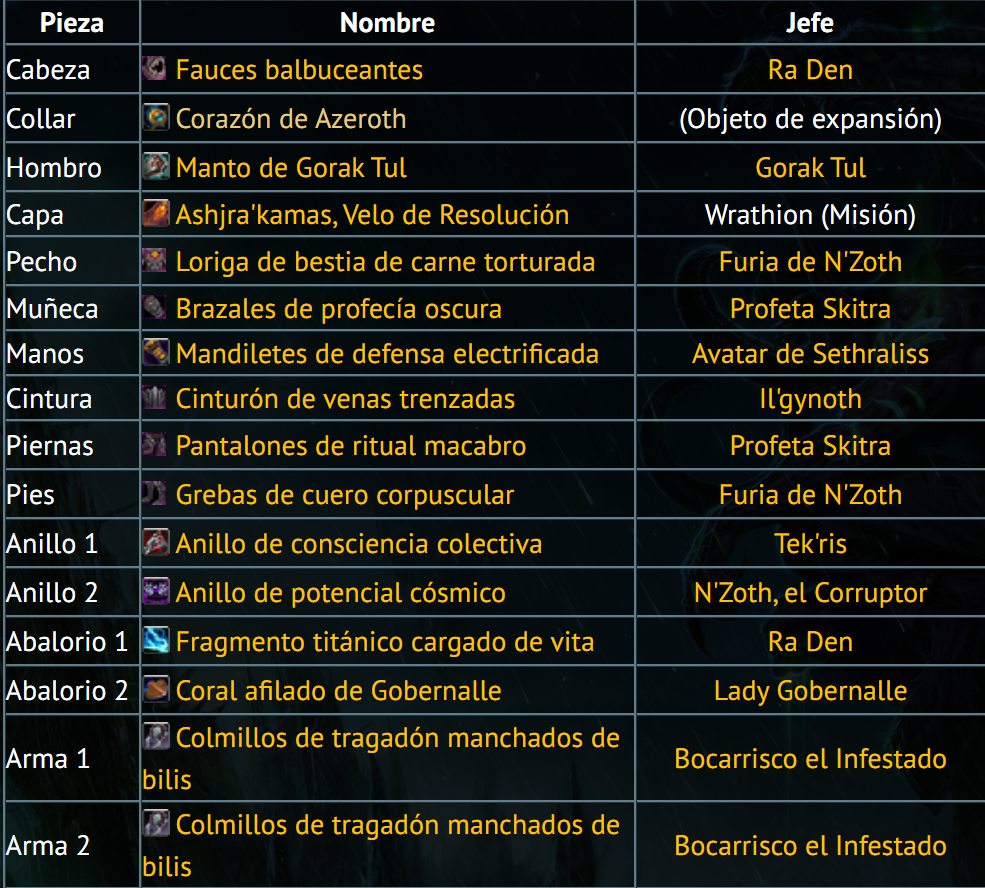 Pieza Nombre Jefe
Cabeza Fauces balbuceantes Ra Den
Collar Corazón de Azeroth (Objeto de expansión)
Hombro Manto de Gorak Tul Gorak Tul
Capa Ashjra'kamas, Velo de Resolución Wrathion (Misión)
Pecho Loriga de bestia de carne torturada Furia de N'Zoth
Muñeca Brazales de profecía oscura Profeta Skitra
Manos Mandiletes de defensa electrificada Avatar de Sethraliss
Cintura Cinturón de venas trenzadas Il'gynoth
Piernas Pantalones de ritual macabro Profeta Skitra
Pies Grebas de cuero corpuscular Furia de N'Zoth
Anillo 1 Anillo de consciencia colectiva Tek'ris
Anillo 2 Anillo de potencial cósmico N'Zoth, el Corruptor
Abalorio 1 Fragmento titánico cargado de vita Ra Den
Abalorio 2 Coral afilado de Gobernalle Lady Gobernalle
Arma 1 Colmillos de tragadón manchados de
bilis Bocarrisco el Infestado
Arma 2 Colmillos de tragadón manchados de
bilis Bocarrisco el Infestado